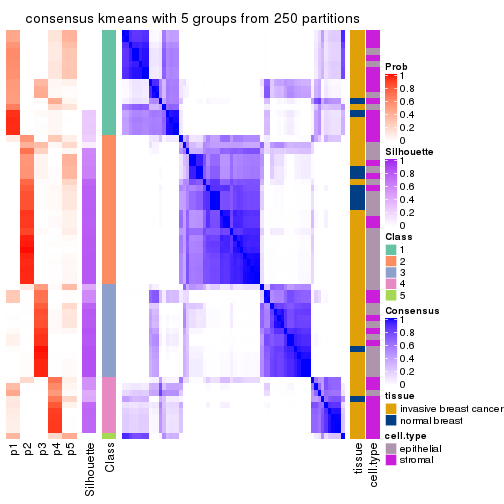 consensus kmeans with 5 groups from 250 partitions
Prob
1
0.8
0.6
0.4
0.2
0
Silhouette
1
0.8
0.6
0.4
0.2
0
Class
1
2
3
4
5
Consensus
1
0.8
0.6
0.4
0.2
0
tissue
invasive breast cancer
normal breast
cell.type
epithelial
stromal
p1
p2
p3
p4
p5
Silhouette
Class
tissue
cell.type